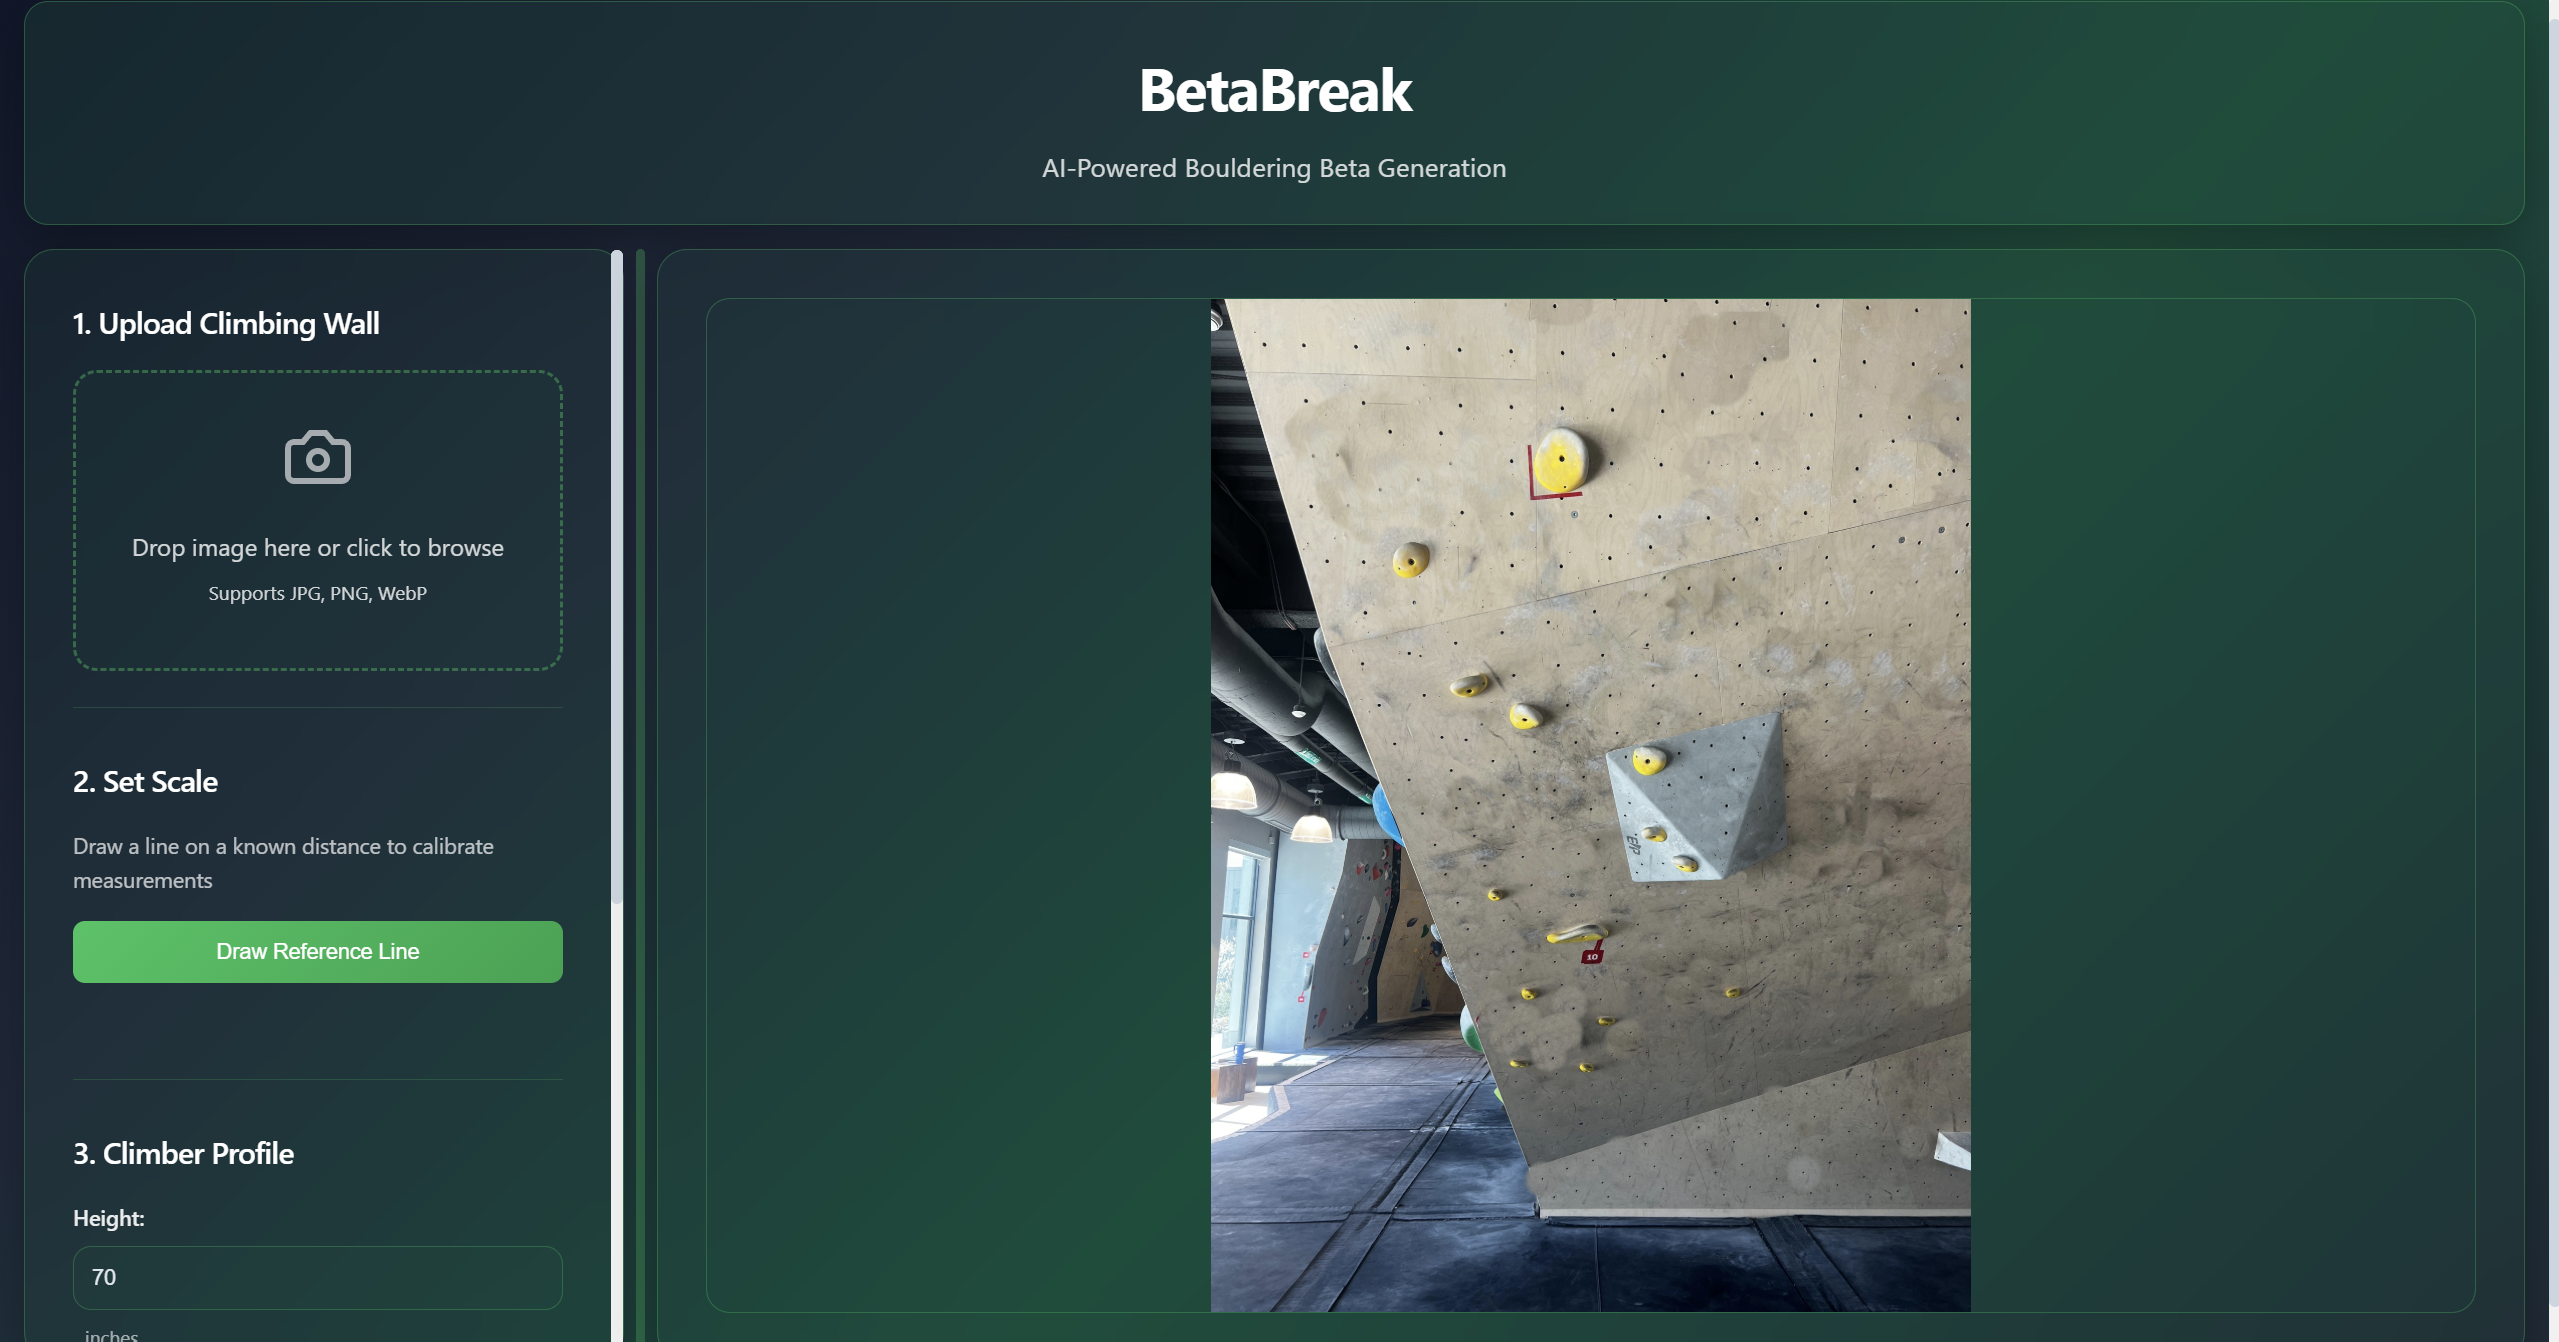 BetaBreak
AI-Powered Bouldering Beta Generation
1. Upload Climbing Wall
Drop image here or click to browse
Supports JPG, PNG, WebP
2. Set Scale
Draw a line on a known distance to calibrate
measurements
Draw Reference Line
3. Climber Profile
Height:
70
inches
10